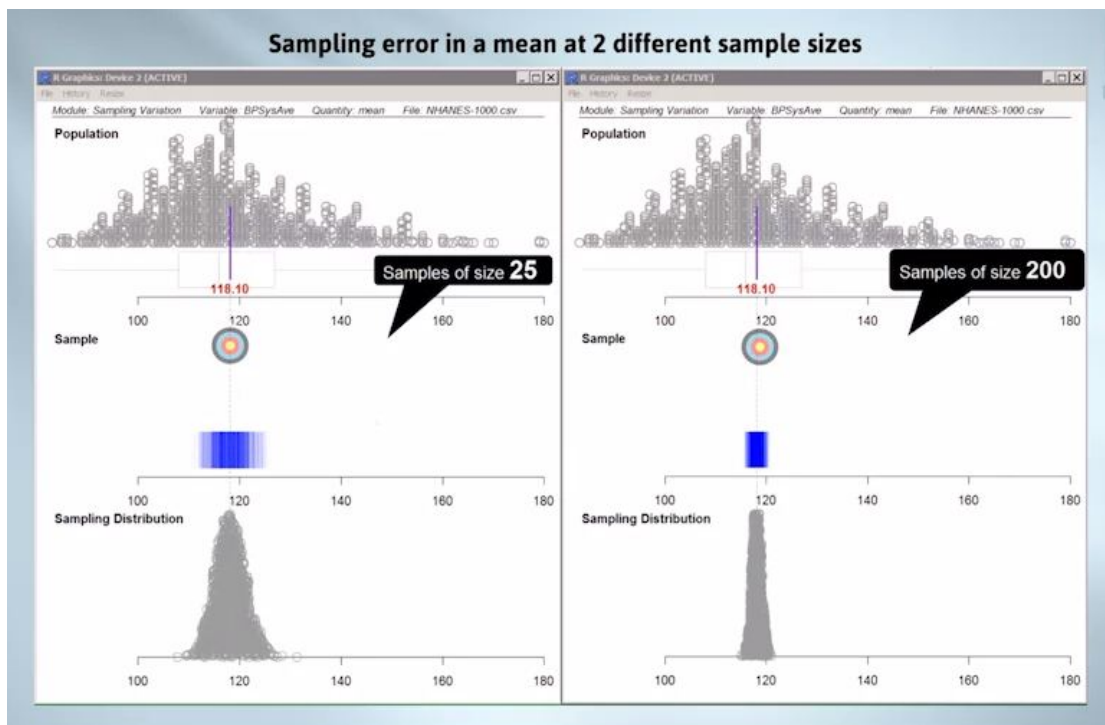 Sampling error in a mean at 2 different sample sizes
R Graphics: Device 2 (ACTIVE)
File History Resize
Module: Sampling Variation Variable: BPSysAve Quantity: mean File: NHANES-1000.csv
Population
Samples of size 25
118.10
100 120 140 160 180
Sample
100 120 140 160 180
Sampling Distribution
100 120 140 160 180
R Graphics: Device 2 (ACTIVE)
File History Resize
Module: Sampling Variation Variable: BPSysAve Quantity: mean File: NHANES-1000.csv
Population
Samples of size 200
118.10
100 120 140 160 180
Sample
100 120 140 160 180
Sampling Distribution
100 120 140 160 180